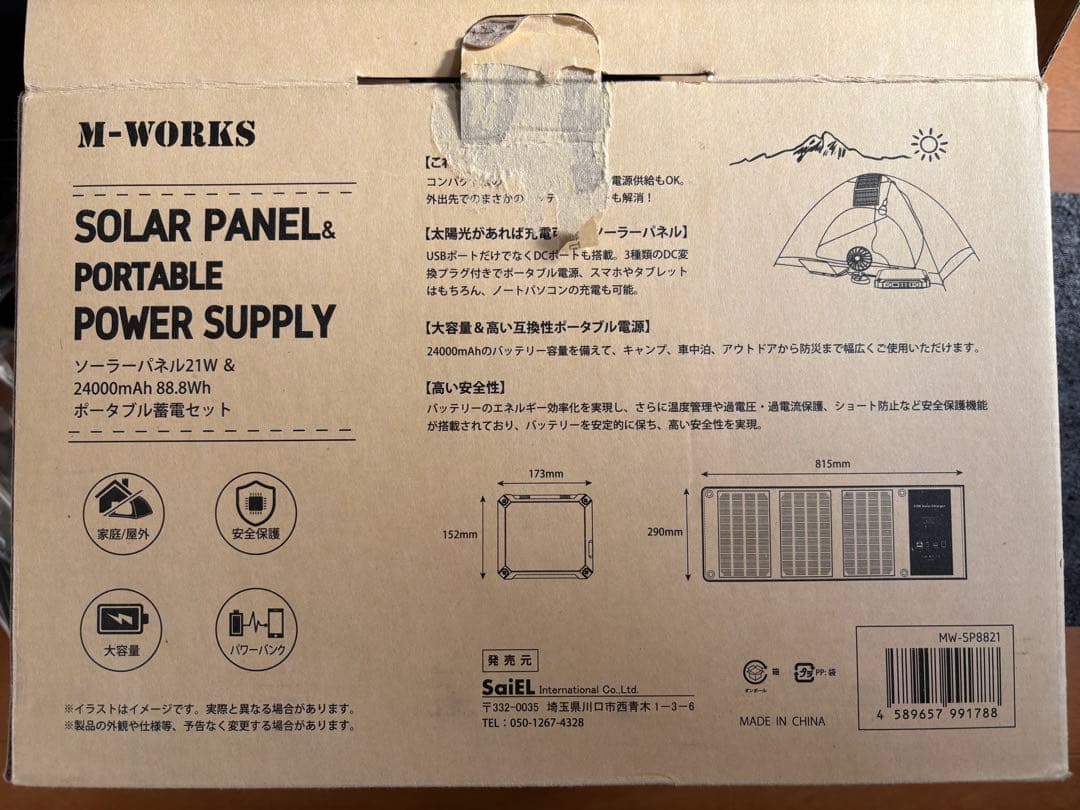 M-WORKS
SOLAR PANEL&
PORTABLE
POWER SUPPLY
ソーラーパネル21W &
24000mAh 88.8Wh
ポータブル蓄電セット
家庭/屋外
安全保護
大容量
パワーバンク
※イラストはイメージです。実際と異なる場合があります。
※製品の外観や仕様等、予告なく変更する場合があります。
【これ
コンパク 電源供給もOK。
外出先でのまさかの も解消！
【太陽光があれば充電 ソーラーパネル】
USBポートだけでなくDCポートも搭載。3種類のDC変
換プラグ付きでポータブル電源、スマホやタブレット
はもちろん、ノートパソコンの充電も可能。
【大容量＆高い互換性ポータブル電源】
24000mAhのバッテリー容量を備えて、キャンプ、車中泊、アウトドアから防災まで幅広くご使用いただけます。
【高い安全性】
バッテリーのエネルギー効率化を実現し、さらに温度管理や過電圧・過電流保護、ショート防止など安全保護機能
が搭載されており、バッテリーを安定的に保ち、高い安全性を実現。
173mm
152mm
815mm
290mm
発売元
SaiEL International Co.,Ltd.
〒332-0035 埼玉県川口市西青木1-3-6
TEL：050-1267-4328
箱
ダンボール
プラ
PP: 袋
MADE IN CHINA
MW-SP8821
4 589657 991788